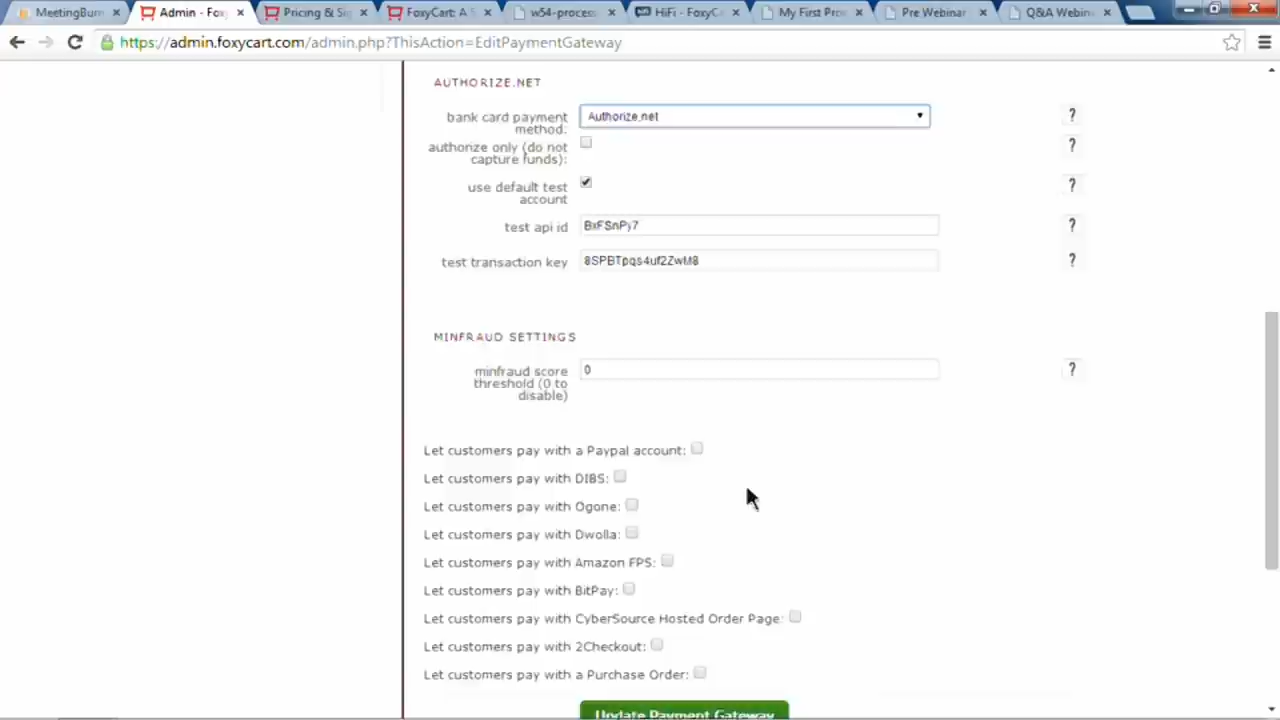 MeetingBurn
Admin - Foxy
Pricing & Si
FoxyCart: A S
w54-process
HiFi - FoxyC
My First Pro
Pre Webinar
Q&A Webin
https://admin.foxycart.com/admin.php?ThisAction=EditPaymentGateway
AUTHORIZE.NET
bank card payment
method:
Authorize.net
?
authorize only (do not
capture funds):
?
use default test
account
?
test api id
BxFSnPy7
?
test transaction key
8SPBTpqs4uf2ZwM8
?
MINFRAUD SETTINGS
minfraud score
threshold (0 to
disable)
0
?
Let customers pay with a Paypal account:
Let customers pay with DIBS:
Let customers pay with Ogone:
Let customers pay with Dwolla:
Let customers pay with Amazon FPS:
Let customers pay with BitPay:
Let customers pay with CyberSource Hosted Order Page:
Let customers pay with 2Checkout:
Let customers pay with a Purchase Order:
Update Payment Gateway